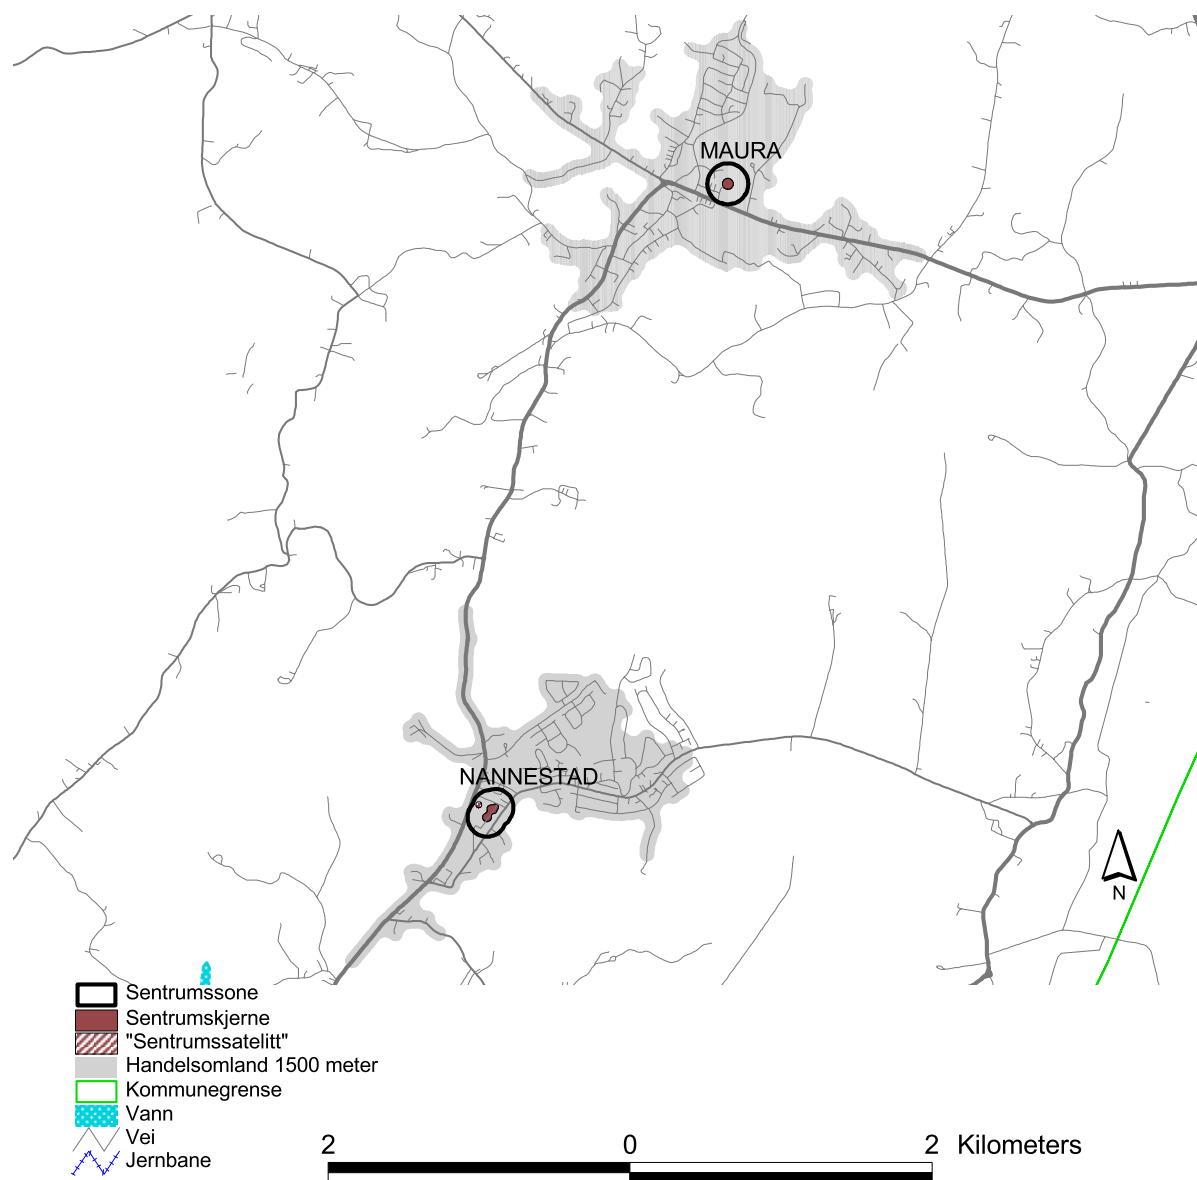 MAURA
NANNESTAD
N
Sentrumssone
Sentrumskjerne
"Sentrumssatelitt"
Handelsomland 1500 meter
Kommunegrense
Vann
Vei
Jernbane
2 0 2 Kilometers